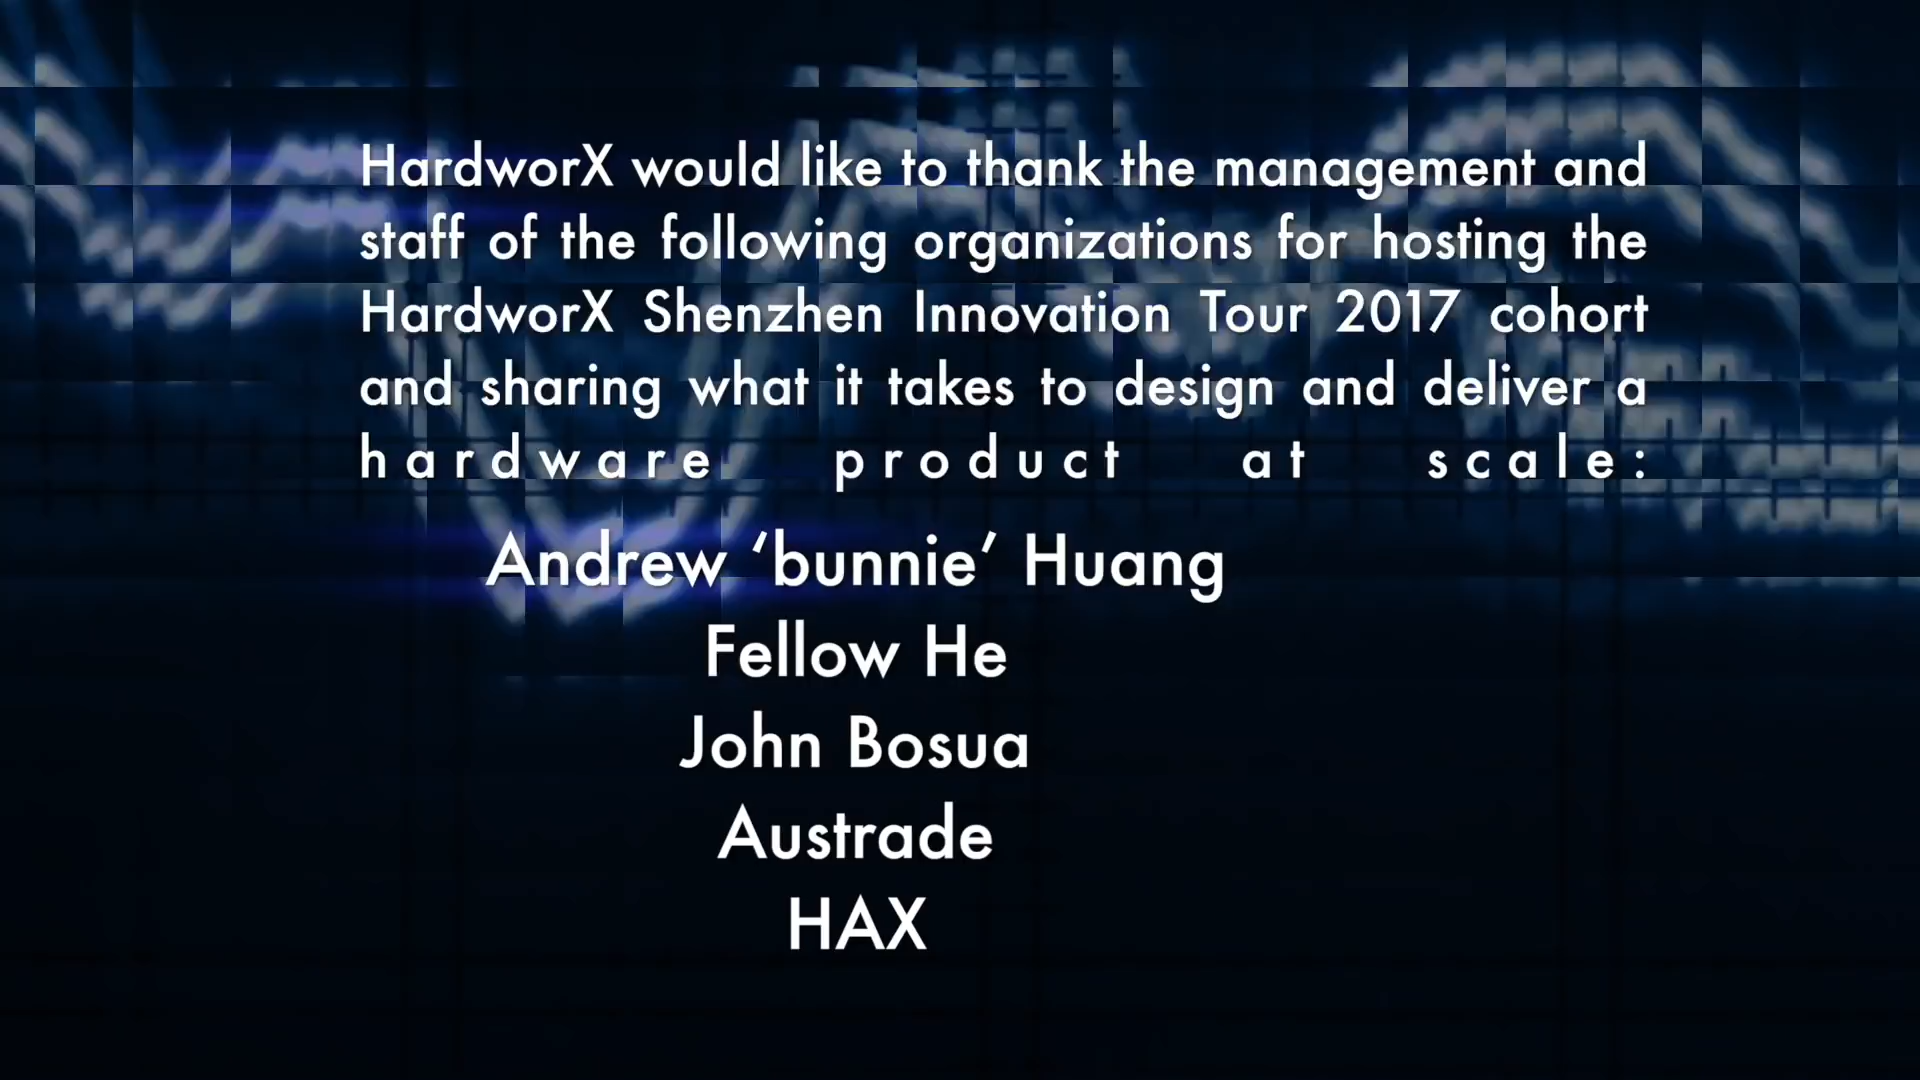 HardworX would like to thank the management and
staff of the following organizations for hosting the
HardworX Shenzhen Innovation Tour 2017 cohort
and sharing what it takes to design and deliver a
hardware product at scale:
Andrew ‘bunnie’ Huang
Fellow He
John Bosua
Austrade
HAX